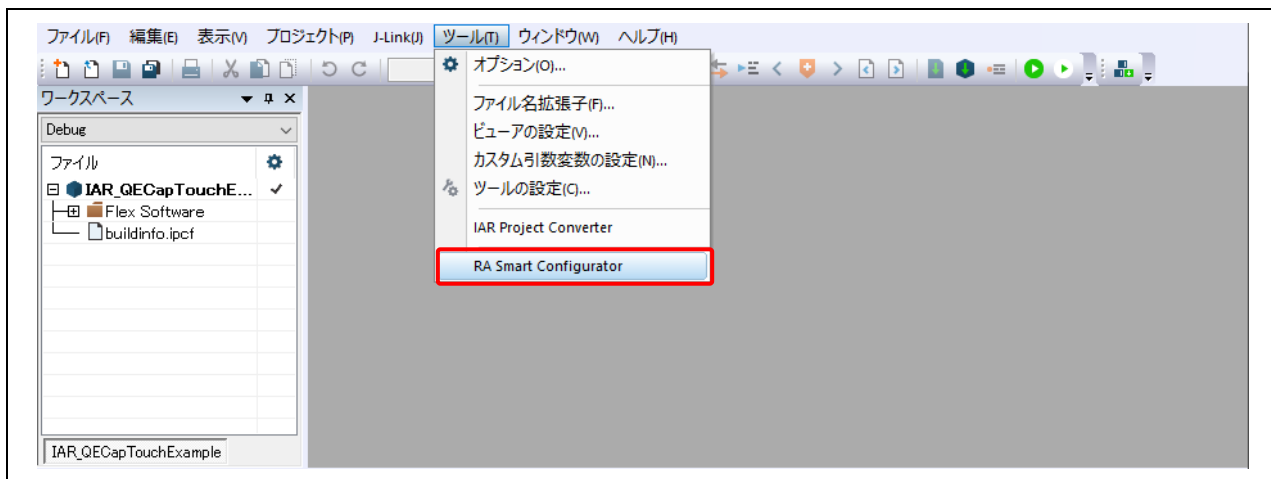 ファイル(F) 編集(E) 表示(V) プロジェクト(P) J-Link(J) ツール(T) ウィンドウ(W) ヘルプ(H)
ワークスペース
Debug
ファイル
IAR_QECapTouchE...
Flex Software
buildinfo.ipcf
IAR_QECapTouchExample
オプション(O)...
ファイル名拡張子(F)...
ビューアの設定(V)...
カスタム引数変数の設定(N)...
ツールの設定(C)...
IAR Project Converter
RA Smart Configurator